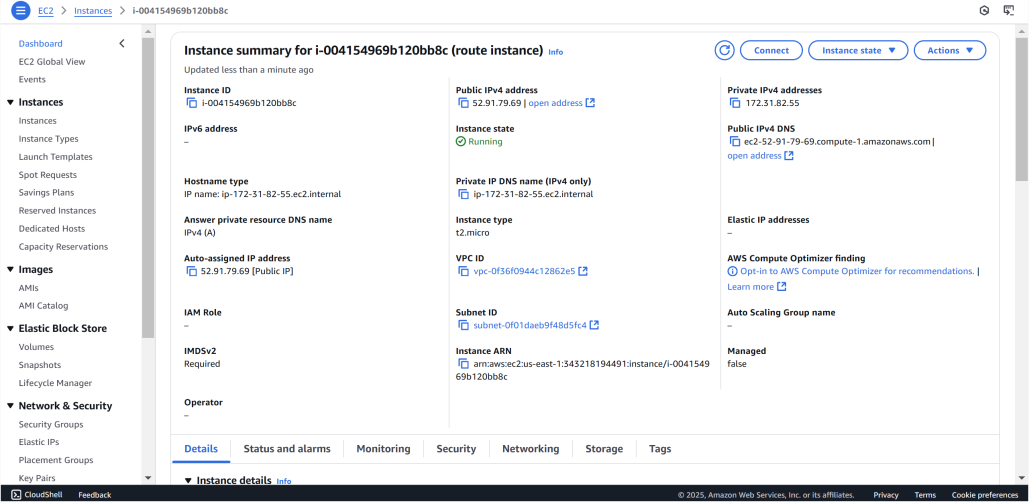 EC2 > Instances > i-004154969b120bb8c
Dashboard
EC2 Global View
Events
Instances
Instances
Instance Types
Launch Templates
Spot Requests
Savings Plans
Reserved Instances
Dedicated Hosts
Capacity Reservations
Images
AMIs
AMI Catalog
Elastic Block Store
Volumes
Snapshots
Lifecycle Manager
Network & Security
Security Groups
Elastic IPs
Placement Groups
Key Pairs
Instance summary for i-004154969b120bb8c (route instance) Info
Connect
Instance state
Actions
Updated less than a minute ago
Instance ID
i-004154969b120bb8c
Public IPv4 address
52.91.79.69 | open address
Private IPv4 addresses
172.31.82.55
IPv6 address
–
Instance state
Running
Public IPv4 DNS
ec2-52-91-79-69.compute-1.amazonaws.com |
open address
Hostname type
IP name: ip-172-31-82-55.ec2.internal
Private IP DNS name (IPv4 only)
ip-172-31-82-55.ec2.internal
Answer private resource DNS name
IPv4 (A)
Instance type
t2.micro
Elastic IP addresses
–
Auto-assigned IP address
52.91.79.69 [Public IP]
VPC ID
vpc-0f36f0944c12862e5
AWS Compute Optimizer finding
Opt-in to AWS Compute Optimizer for recommendations. |
Learn more
IAM Role
–
Subnet ID
subnet-0f01daeb9f48d5fc4
Auto Scaling Group name
–
IMDSv2
Required
Instance ARN
arn:aws:ec2:us-east-1:343218194491:instance/i-0041549
69b120bb8c
Managed
false
Operator
–
Details
Status and alarms
Monitoring
Security
Networking
Storage
Tags
Instance details Info
CloudShell
Feedback
© 2025, Amazon Web Services, Inc. or its affiliates.
Privacy
Terms
Cookie preferences